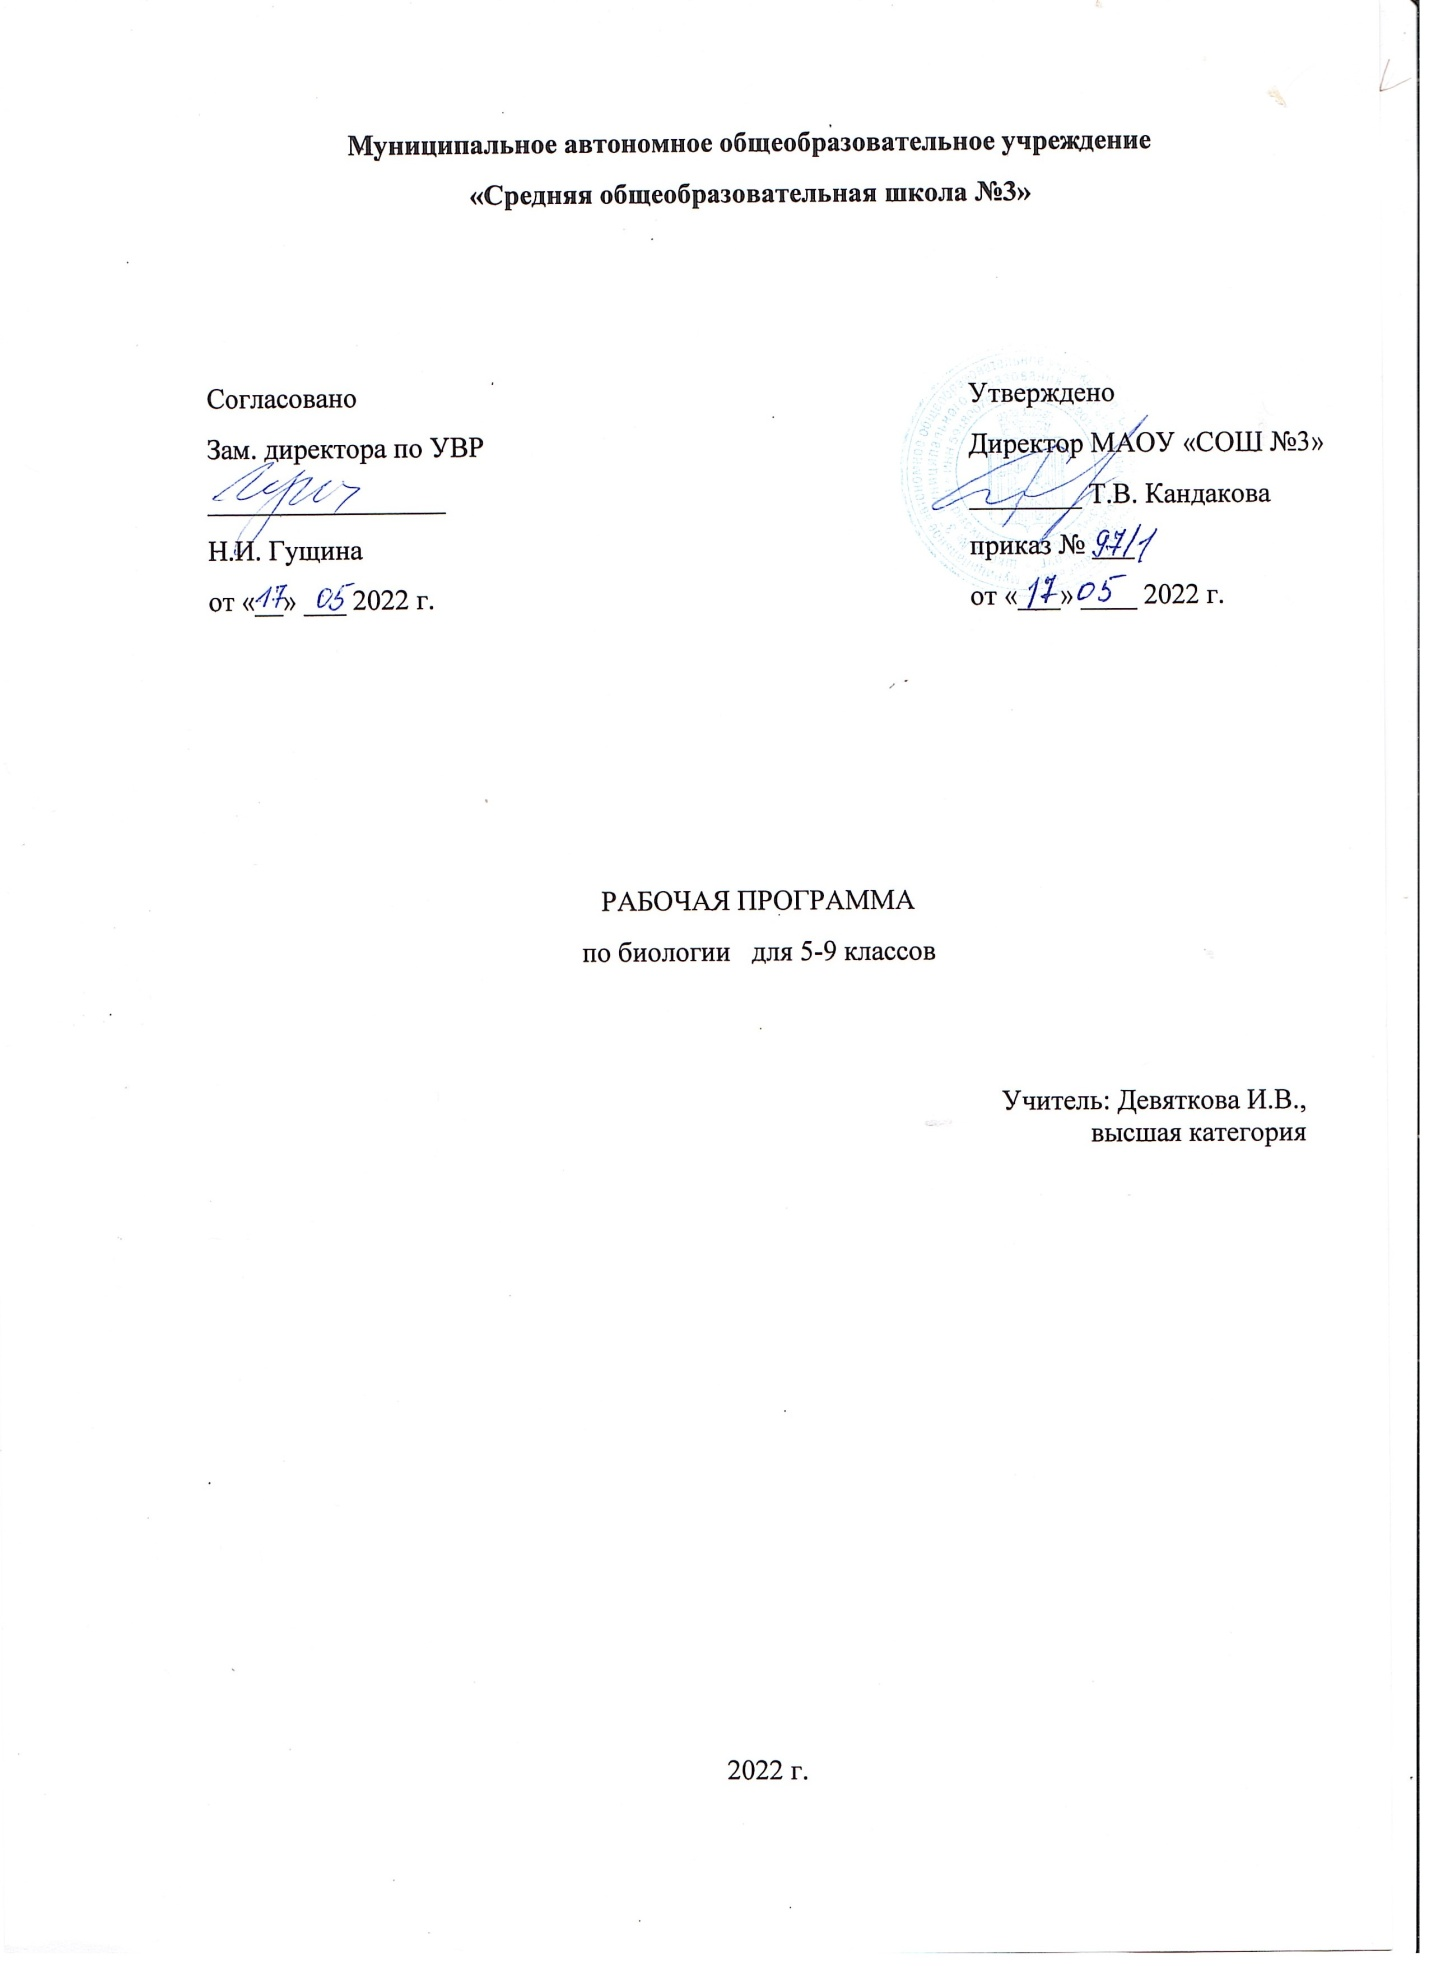 Муниципальное автономное общеобразовательное учреждение
«Средняя общеобразовательная школа №3»
Согласовано
Зам. директора по УВР
Н.И. Гущина
от «17» 05 2022 г.
Утверждено
Директор МАОУ «СОШ №3»
Т.В. Кандакова
приказ № 97/1
от «17» 05 2022 г.
РАБОЧАЯ ПРОГРАММА
по биологии для 5-9 классов
Учитель: Девяткова И.В.,
высшая категория
2022 г.